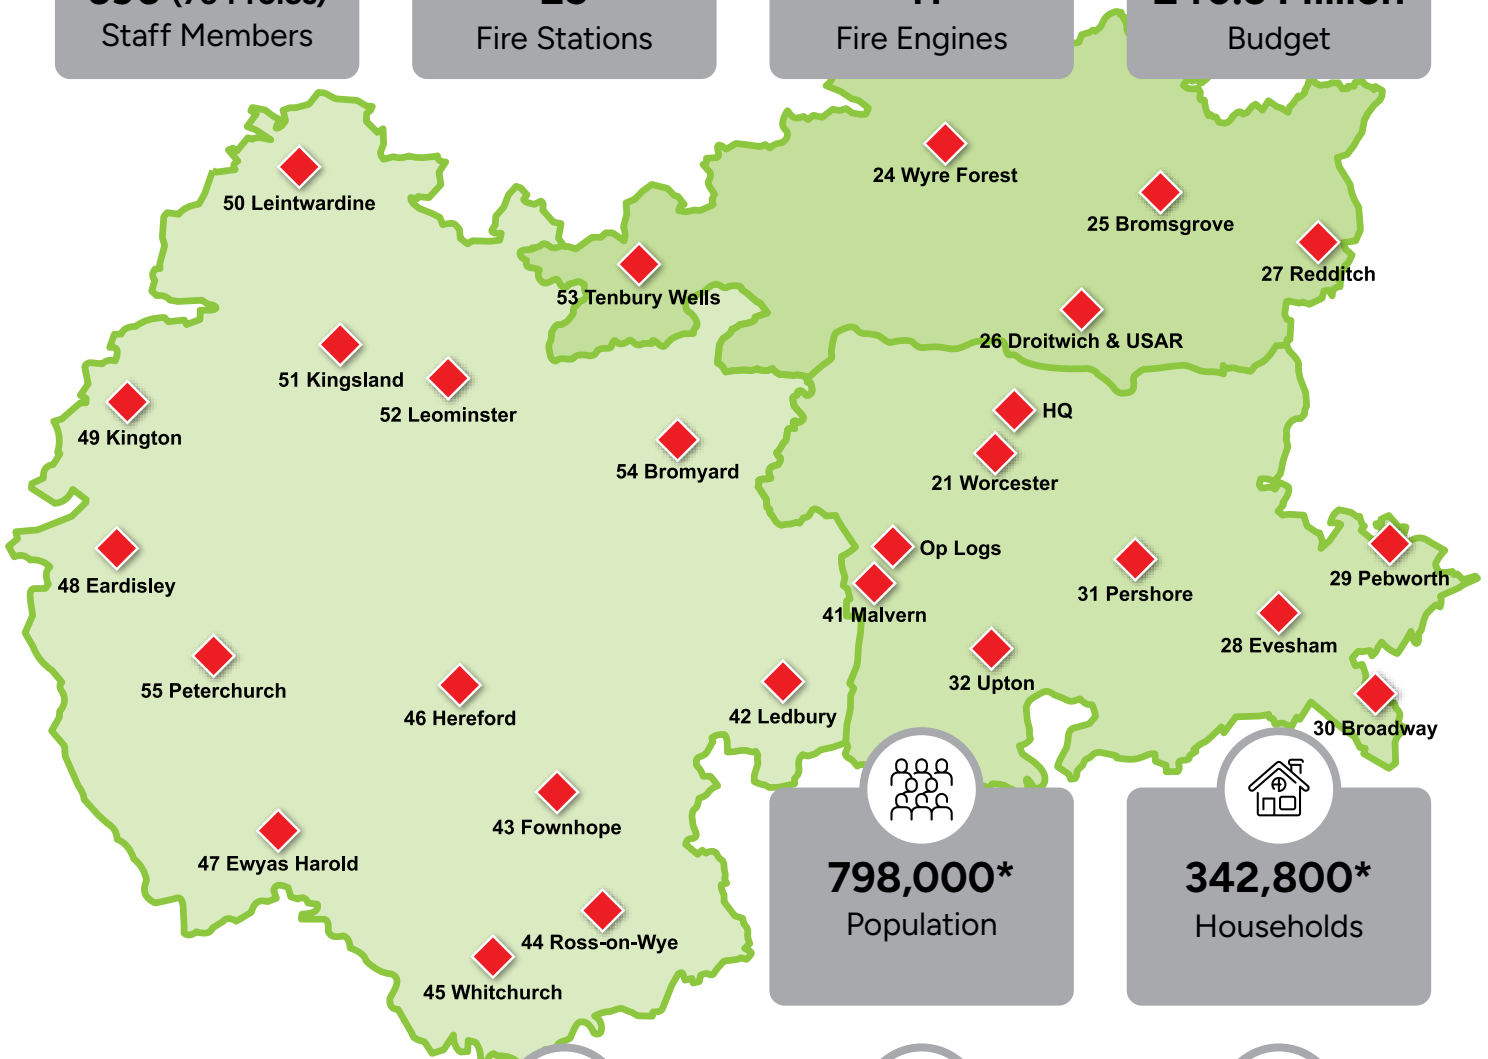 Staff Members
Fire Stations
Fire Engines
Budget
24 Wyre Forest
50 Leintwardine
25 Bromsgrove
27 Redditch
53 Tenbury Wells
26 Droitwich & USAR
51 Kingsland
52 Leominster
HQ
49 Kington
54 Bromyard
21 Worcester
Op Logs
48 Eardisley
29 Pebworth
31 Pershore
41 Malvern
28 Evesham
55 Peterchurch
32 Upton
46 Hereford
42 Ledbury
30 Broadway
43 Fownhope
47 Ewyas Harold
798,000*
Population
342,800*
Households
44 Ross-on-Wye
45 Whitchurch